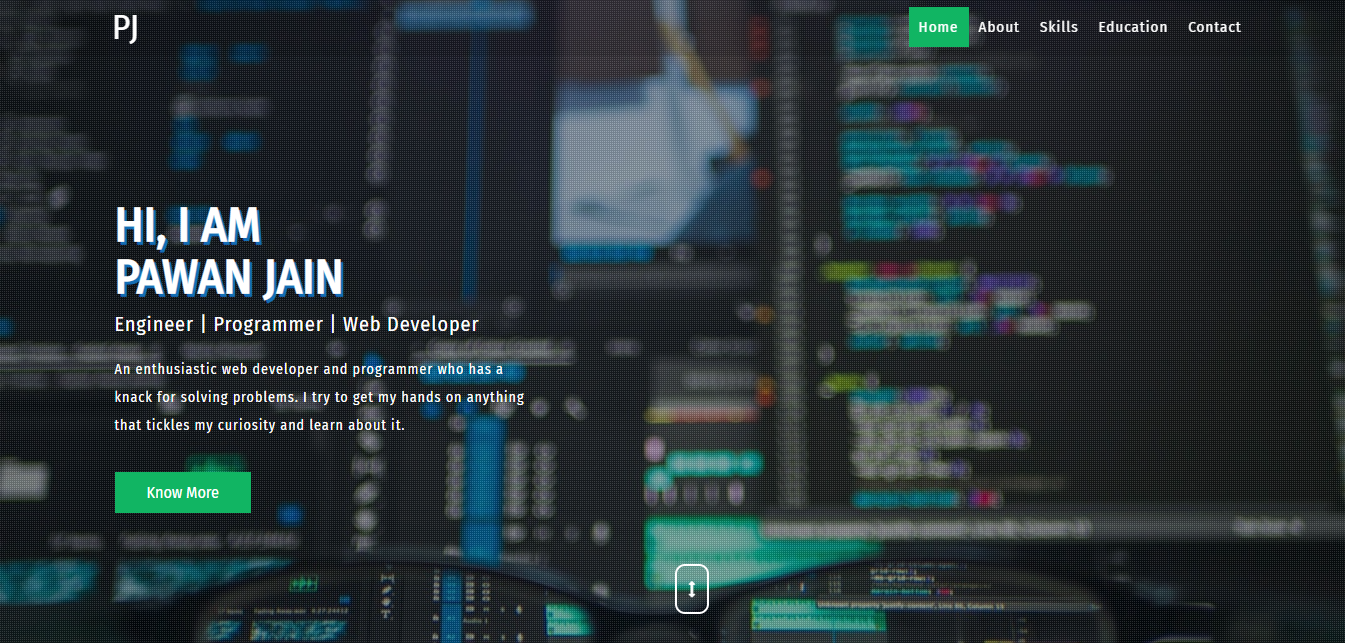 PJ
Home About Skills Education Contact
HI, I AM
PAWAN JAIN
Engineer | Programmer | Web Developer
An enthusiastic web developer and programmer who has a
knack for solving problems. I try to get my hands on anything
that tickles my curiosity and learn about it.
Know More